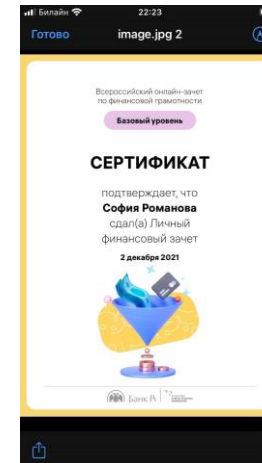 Билайн 22:23
Готово image.jpg 2
Всероссийский онлайн-зачет
по финансовой грамотности
Базовый уровень
СЕРТИФИКАТ
подтверждает, что
София Романова
сдал(а) Личный
финансовый зачет
2 декабря 2021
Банк Р